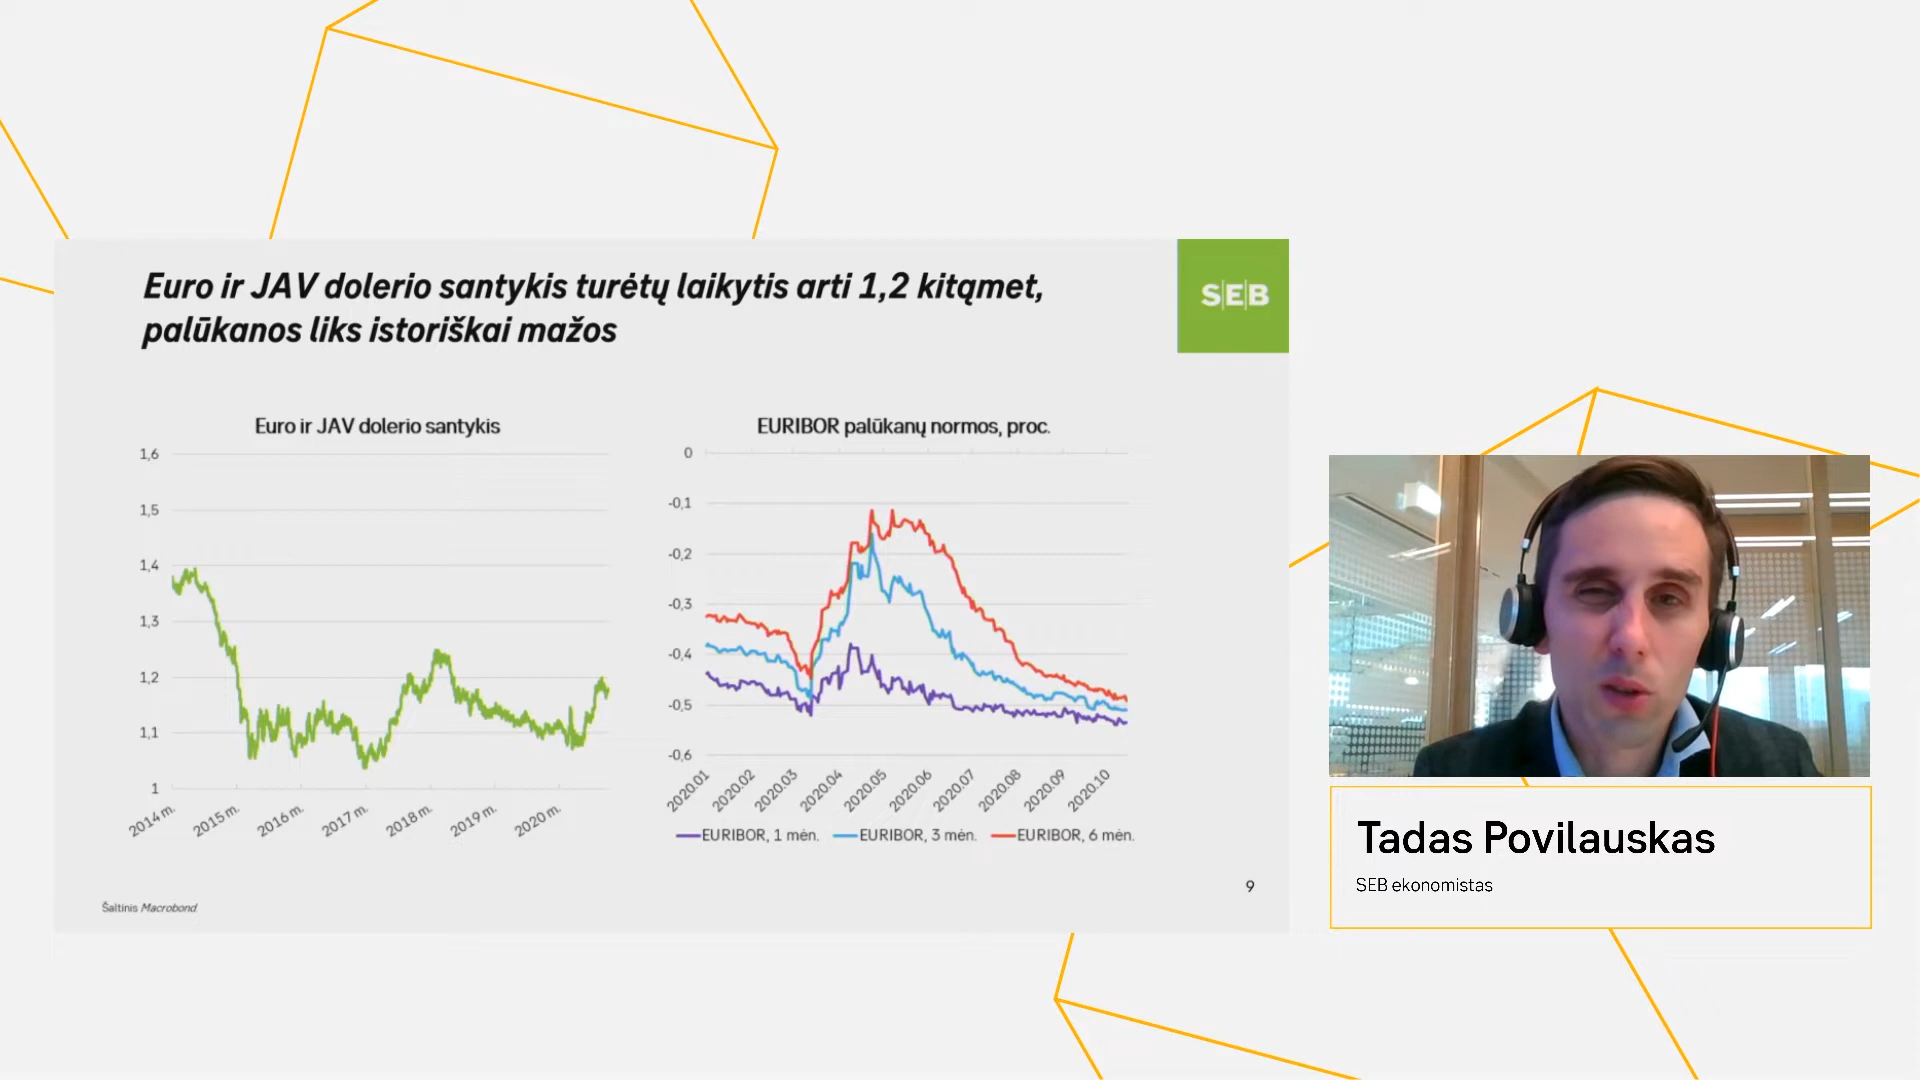 Euro ir JAV dolerio santykis turėtų laikytis arti 1,2 kitąmet,
palūkanos liks istoriškai mažos
S|E|B
Euro ir JAV dolerio santykis
1,6
1,5
1,4
1,3
1,2
1,1
1
2014 m.
2015 m.
2016 m.
2017 m.
2018 m.
2019 m.
2020 m.
EURIBOR palūkanų normos, proc.
0
-0,1
-0,2
-0,3
-0,4
-0,5
-0,6
2020.01
2020.02
2020.03
2020.04
2020.05
2020.06
2020.07
2020.08
2020.09
2020.10
EURIBOR, 1 mėn. EURIBOR, 3 mėn. EURIBOR, 6 mėn.
9
Šaltinis Macrobond.
Tadas Povilauskas
SEB ekonomistas